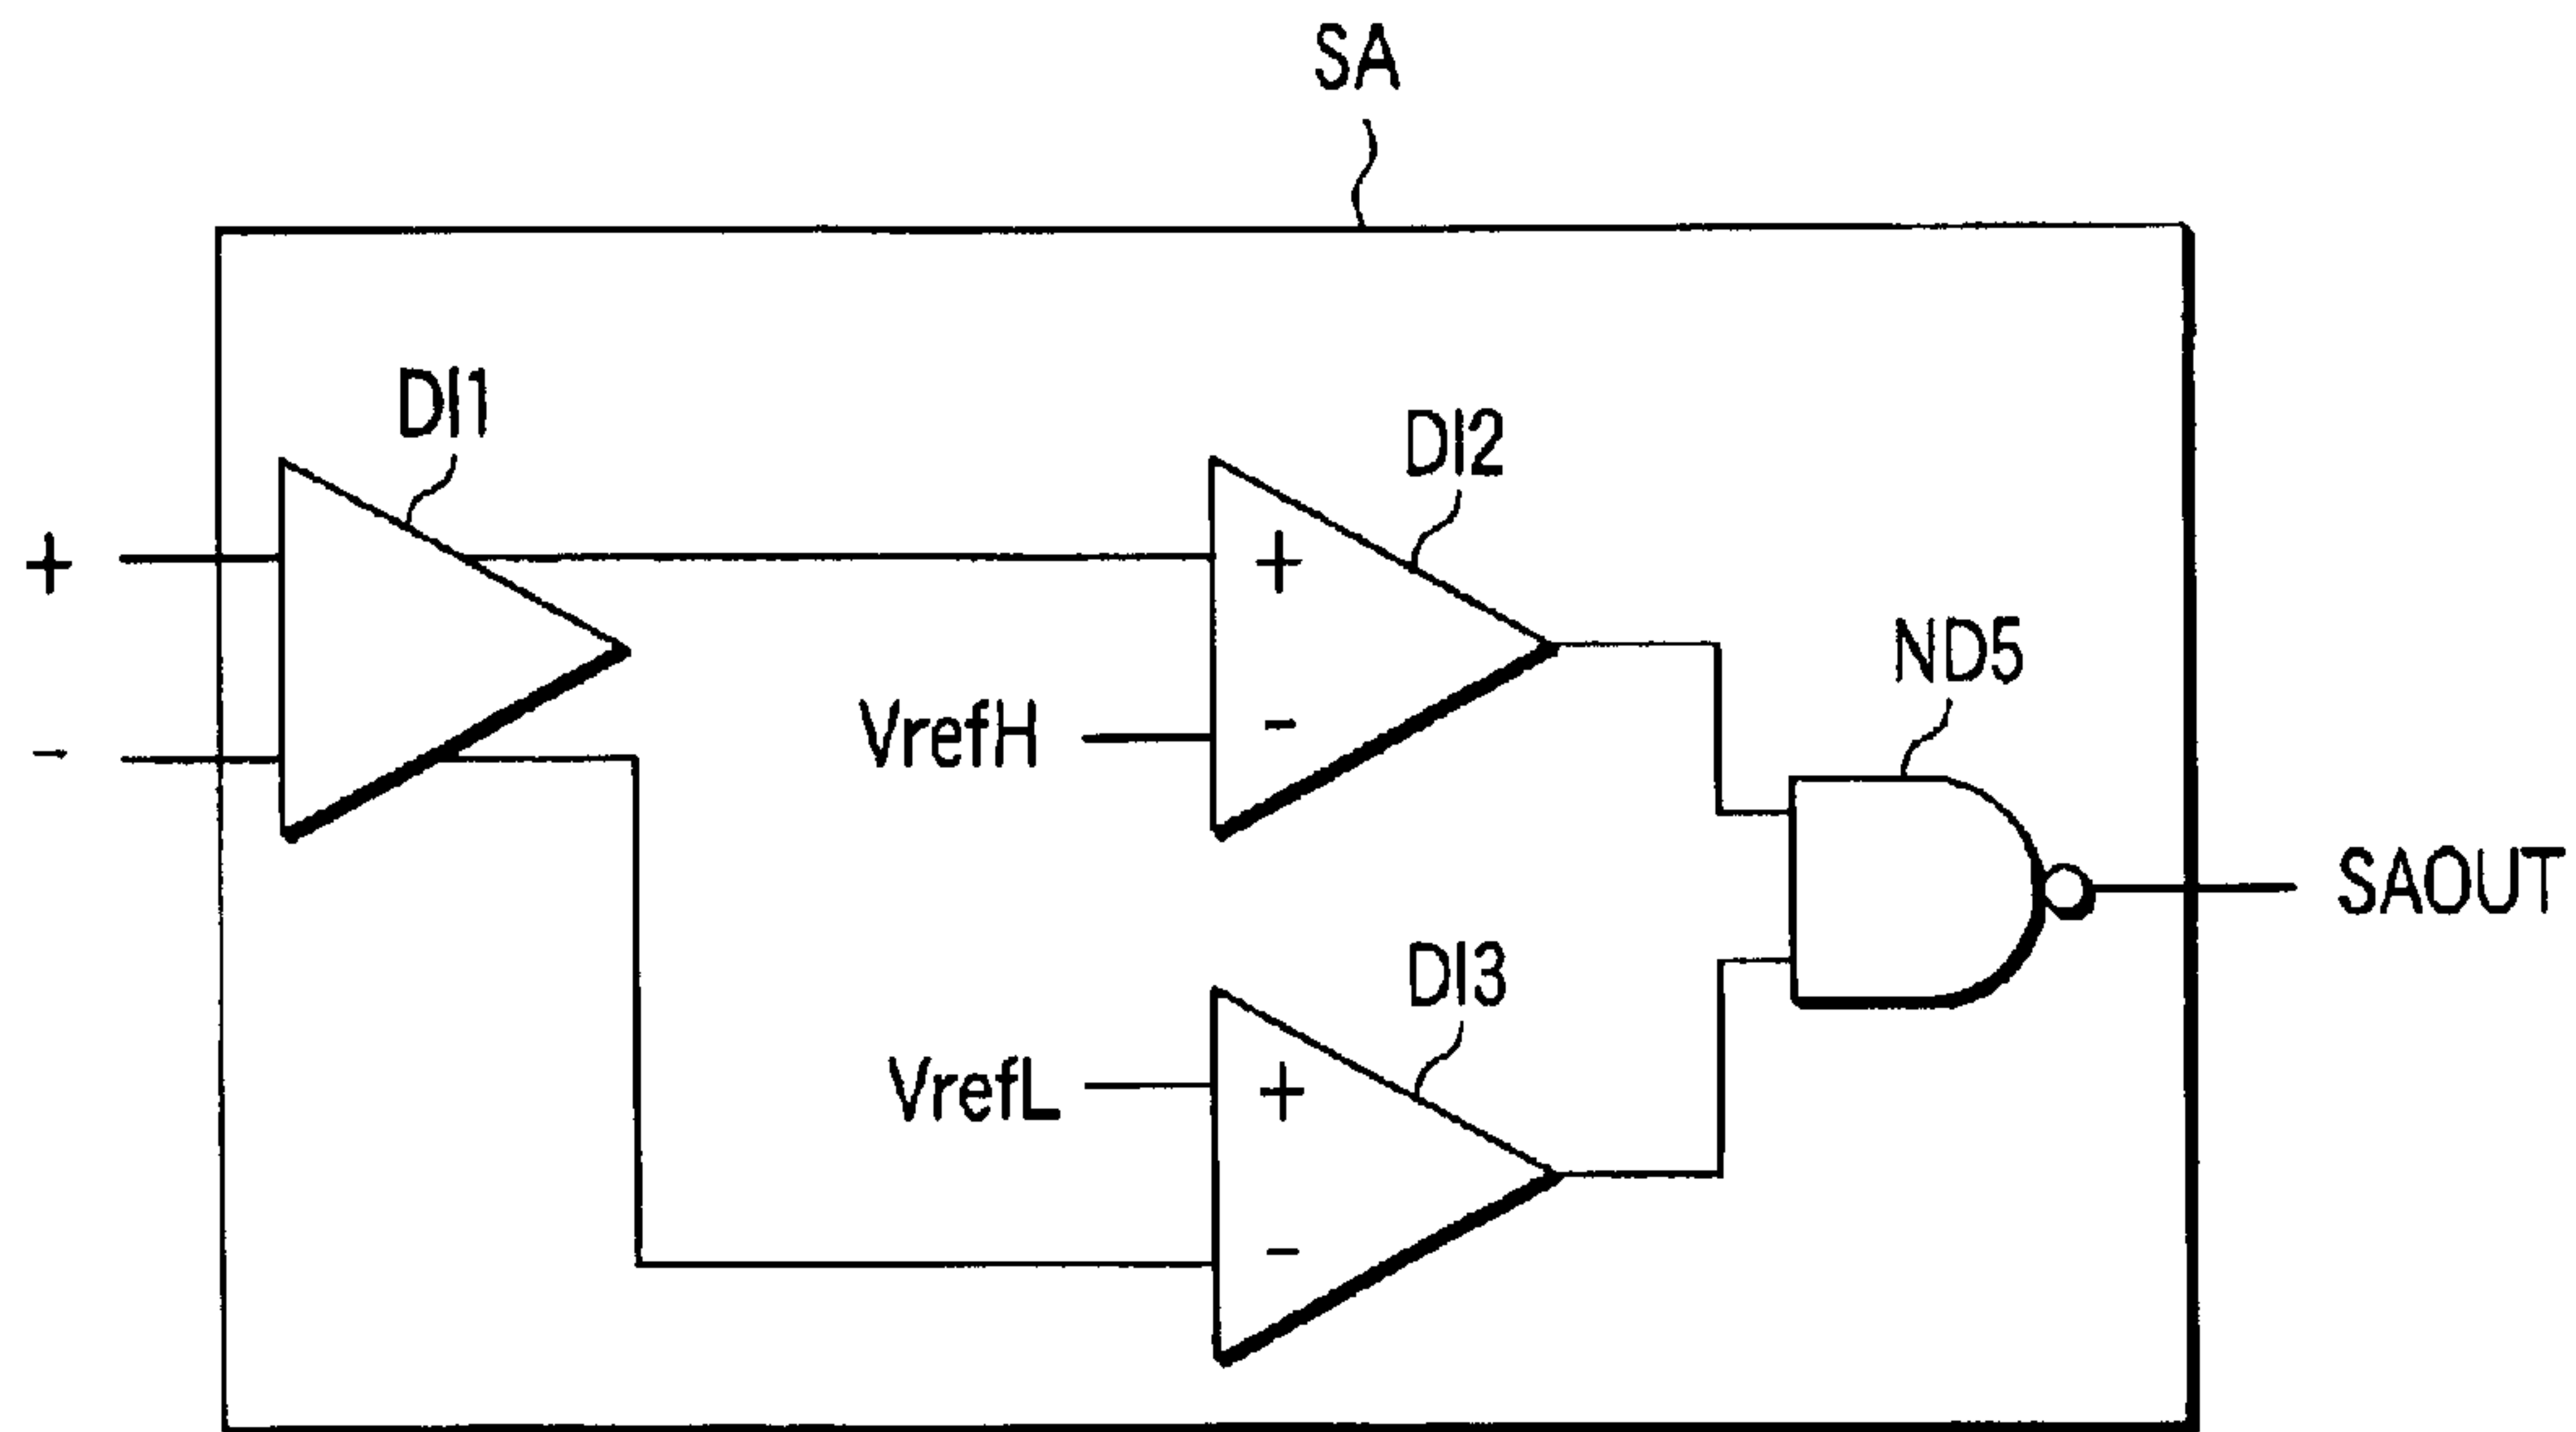 SA
DI1
DI2
+
+
-
VrefH
-
ND5
SAOUT
DI3
VrefL
+
-